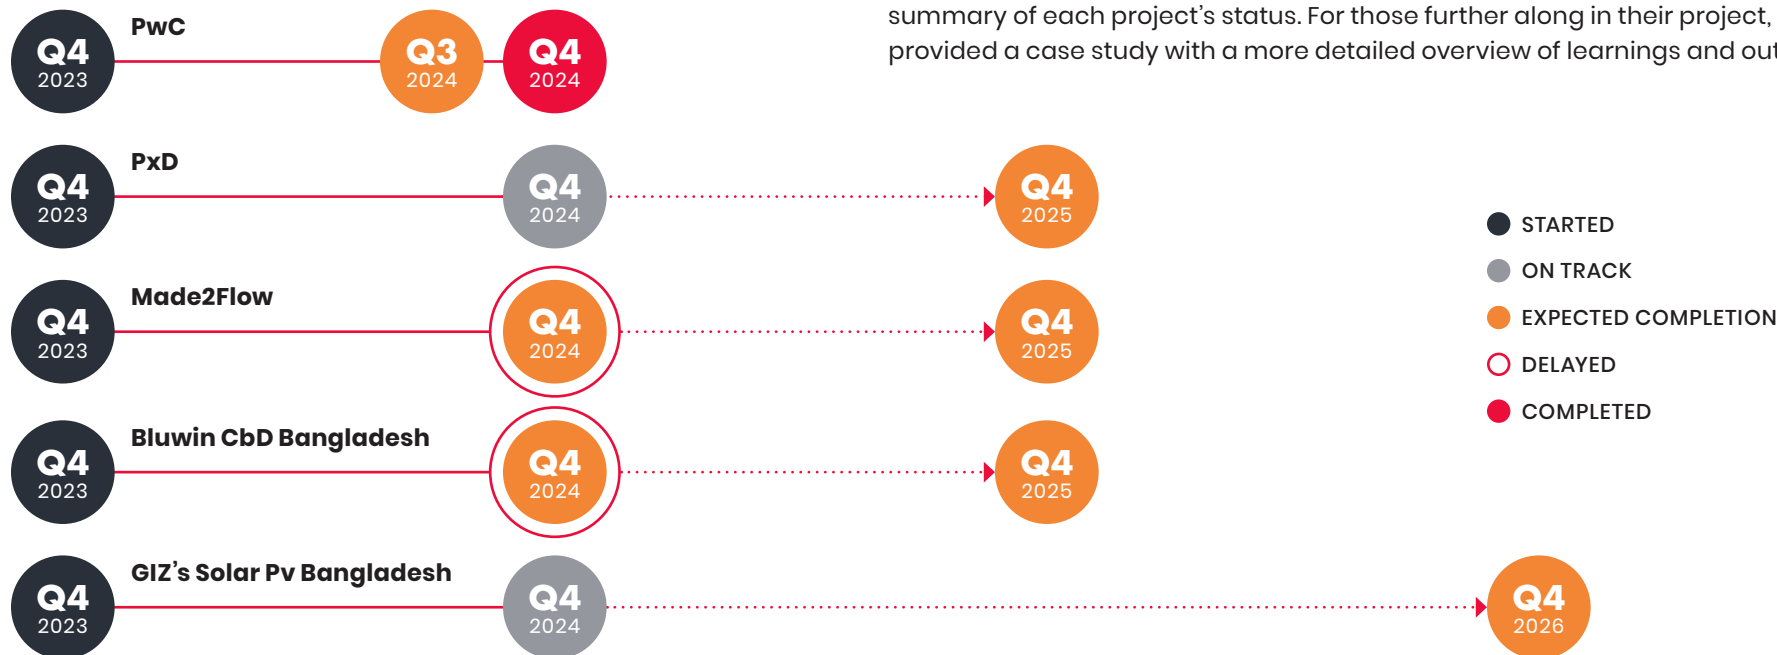 summary of each project's status. For those further along in their project,
provided a case study with a more detailed overview of learnings and
PwC
Q4
2023
Q3
2024
Q4
2024
PxD
Q4
2023
Q4
2024
Q4
2025
Made2Flow
Q4
2023
Q4
2024
Q4
2025
Bluwin CbD Bangladesh
Q4
2023
Q4
2024
Q4
2025
GIZ's Solar Pv Bangladesh
Q4
2023
Q4
2024
Q4
2026
STARTED
ON TRACK
EXPECTED COMPLETION
DELAYED
COMPLETED